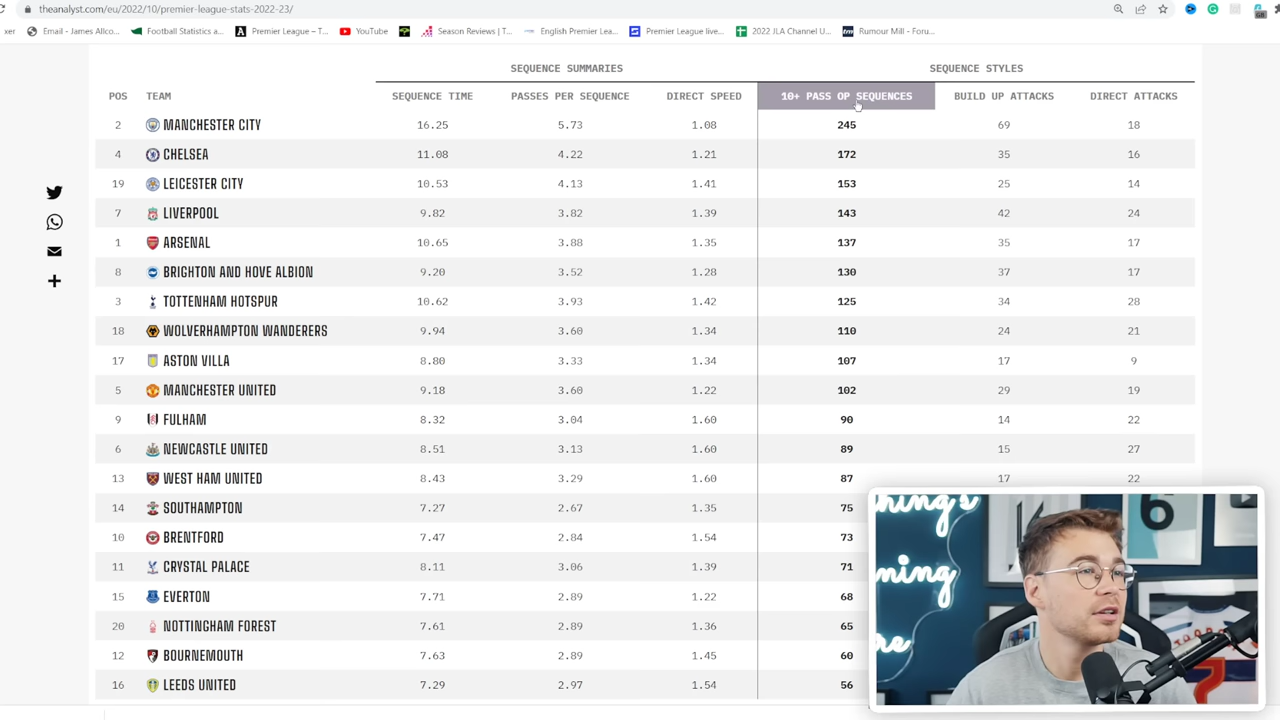 theanalyst.com/eu/2022/10/premier-league-stats-2022-23/
xer Email - James Allco... Football Statistics a... Premier League – T... YouTube Season Reviews | T... English Premier Lea... Premier League live... 2022 JLA Channel U... Rumour Mill - Foru...
SEQUENCE SUMMARIES SEQUENCE STYLES
POS TEAM SEQUENCE TIME PASSES PER SEQUENCE DIRECT SPEED 10+ PASS OP SEQUENCES BUILD UP ATTACKS DIRECT ATTACKS
2 MANCHESTER CITY 16.25 5.73 1.08 245 69 18
4 CHELSEA 11.08 4.22 1.21 172 35 16
19 LEICESTER CITY 10.53 4.13 1.41 153 25 14
7 LIVERPOOL 9.82 3.82 1.39 143 42 24
1 ARSENAL 10.65 3.88 1.35 137 35 17
8 BRIGHTON AND HOVE ALBION 9.20 3.52 1.28 130 37 17
3 TOTTENHAM HOTSPUR 10.62 3.93 1.42 125 34 28
18 WOLVERHAMPTON WANDERERS 9.94 3.60 1.34 110 24 21
17 ASTON VILLA 8.80 3.33 1.34 107 17 9
5 MANCHESTER UNITED 9.18 3.60 1.22 102 29 19
9 FULHAM 8.32 3.04 1.60 90 14 22
6 NEWCASTLE UNITED 8.51 3.13 1.60 89 15 27
13 WEST HAM UNITED 8.43 3.29 1.60 87 17 22
14 SOUTHAMPTON 7.27 2.67 1.35 75
10 BRENTFORD 7.47 2.84 1.54 73
11 CRYSTAL PALACE 8.11 3.06 1.39 71
15 EVERTON 7.71 2.89 1.22 68
20 NOTTINGHAM FOREST 7.61 2.89 1.36 65
12 BOURNEMOUTH 7.63 2.89 1.45 60
16 LEEDS UNITED 7.29 2.97 1.54 56
hing's
ning
re
6